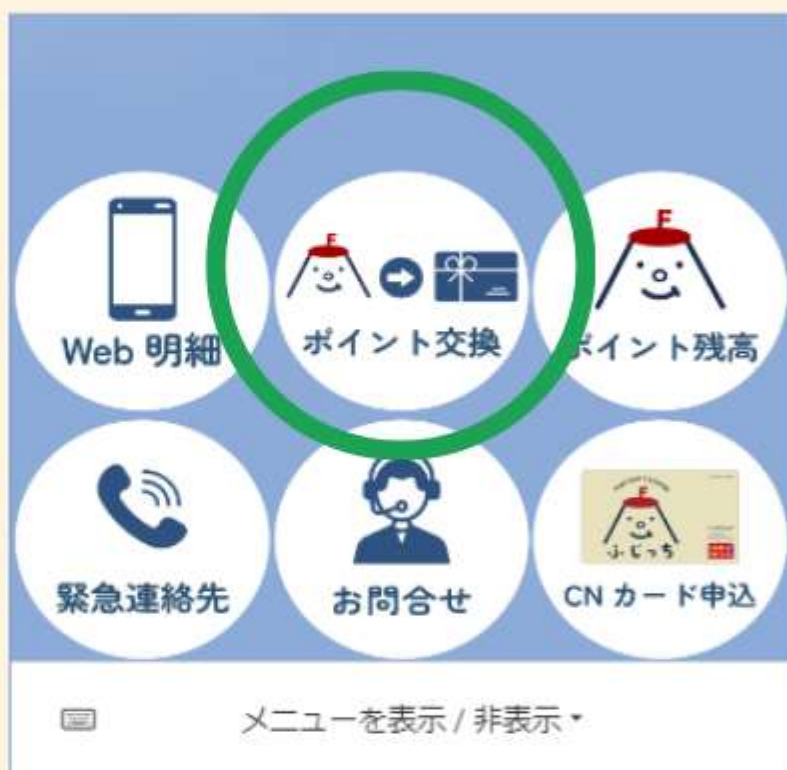 F
F
Web 明細
ポイント交換
ポイント残高
F
ふじっち
緊急連絡先
お問合せ
CN カード申込
メニューを表示 / 非表示